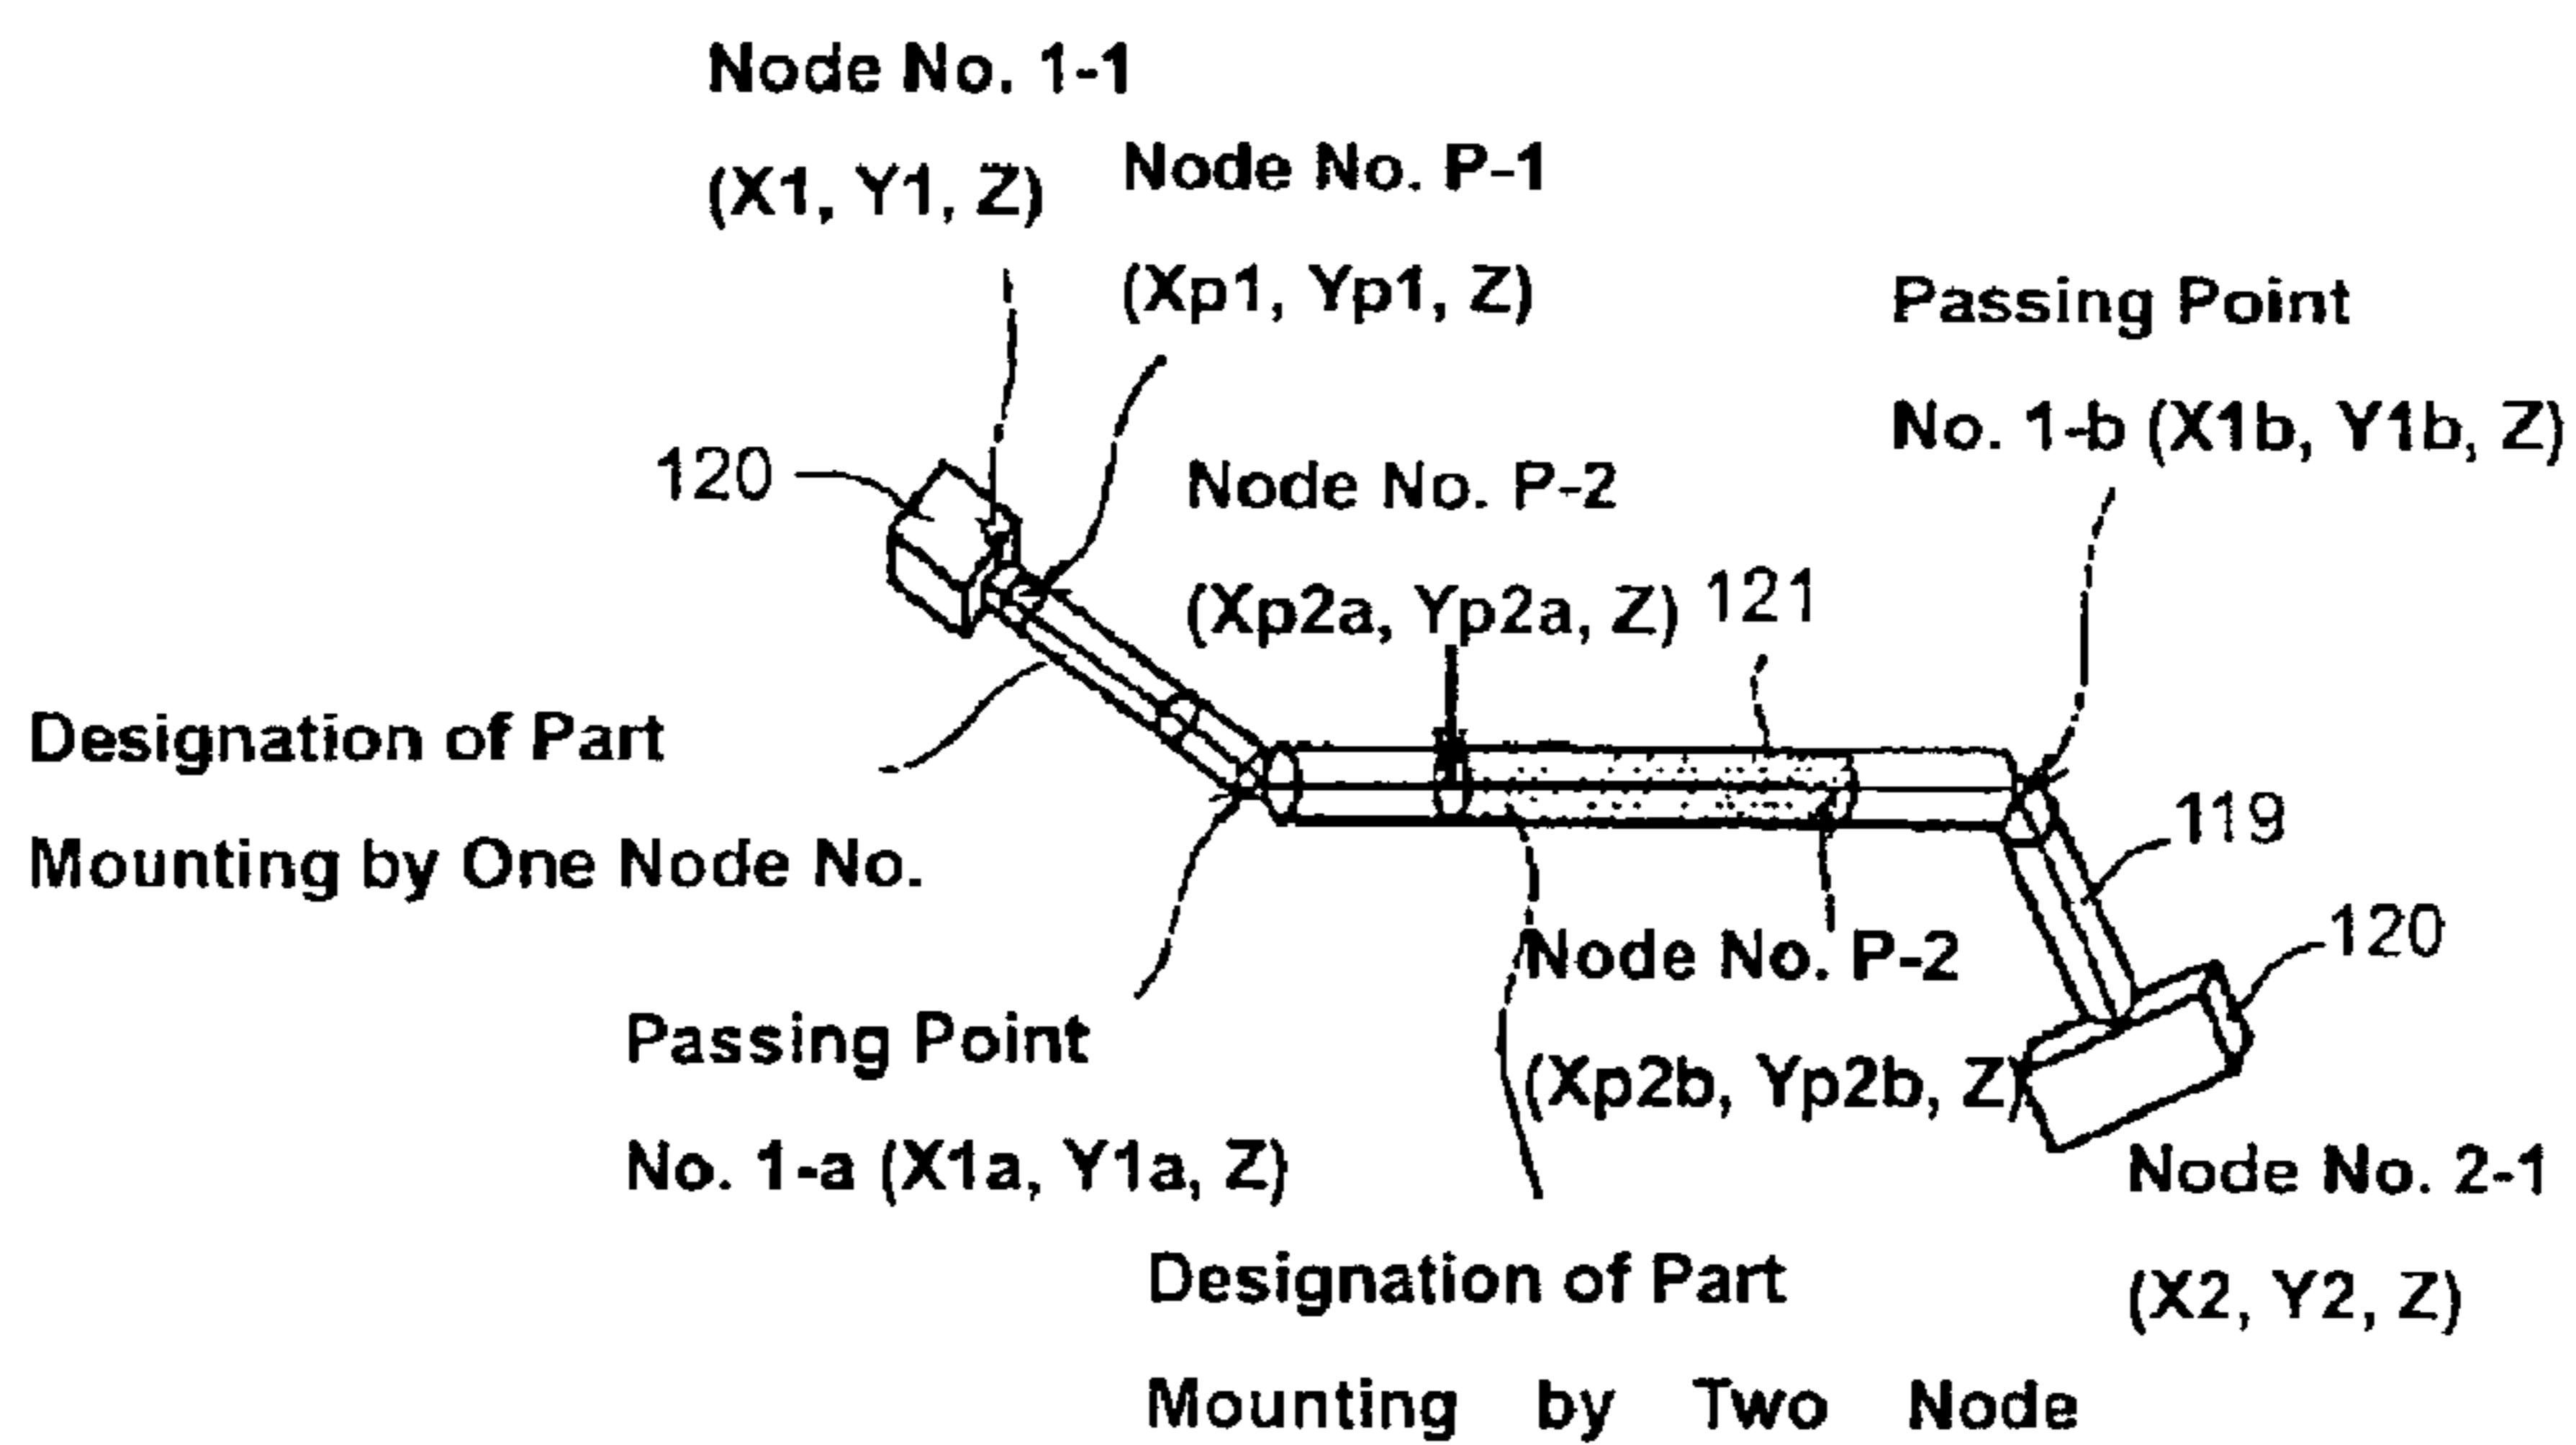 Node No. 1-1
(X1, Y1, Z)
Node No. P-1
(Xp1, Yp1, Z)
Passing Point
No. 1-b (X1b, Y1b, Z)
120
Node No. P-2
(Xp2a, Yp2a, Z)
121
Designation of Part
Mounting by One Node No.
119
120
Node No. P-2
(Xp2b, Yp2b, Z)
Passing Point
No. 1-a (X1a, Y1a, Z)
Node No. 2-1
(X2, Y2, Z)
Designation of Part
Mounting by Two Node